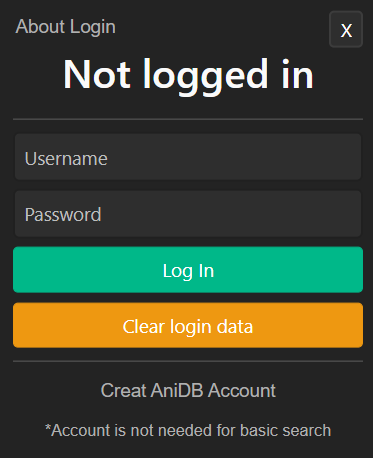 About Login
X
Not logged in
Username
Password
Log In
Clear login data
Creat AniDB Account
*Account is not needed for basic search